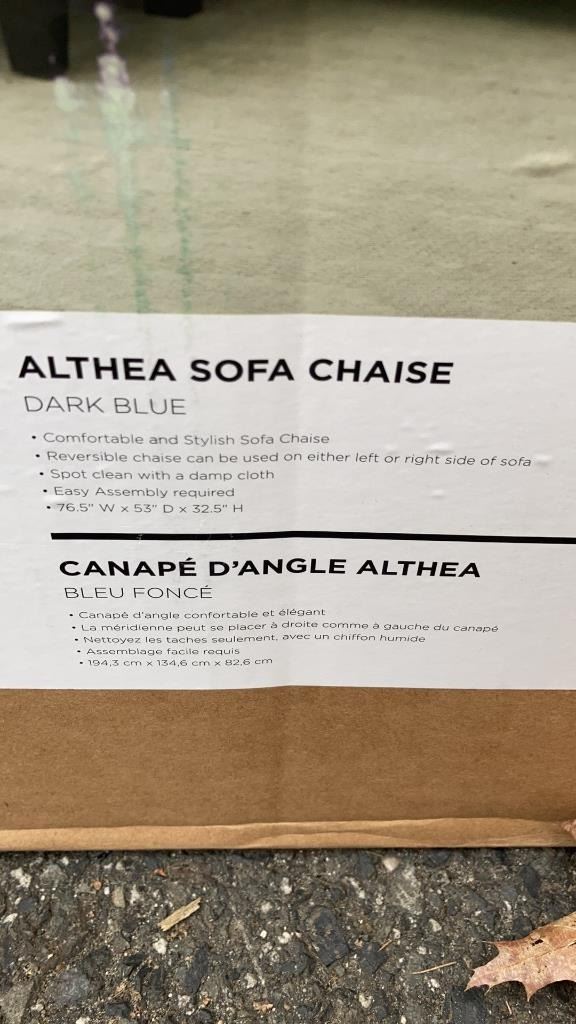 ALTHEA SOFA CHAISE
DARK BLUE
• Comfortable and Stylish Sofa Chaise
• Reversible chaise can be used on either left or right side of sofa
• Spot clean with a damp cloth
• Easy Assembly required
• 76.5" W x 53" D x 32.5" H
CANAPÉ D'ANGLE ALTHEA
BLEU FONCÉ
• Canapé d'angle confortable et élégant
• La méridienne peut se placer à droite comme à gauche du canapé
• Nettoyez les taches seulement, avec un chiffon humide
• Assemblage facile requis
• 194,3 cm x 134,6 cm x 82,6 cm